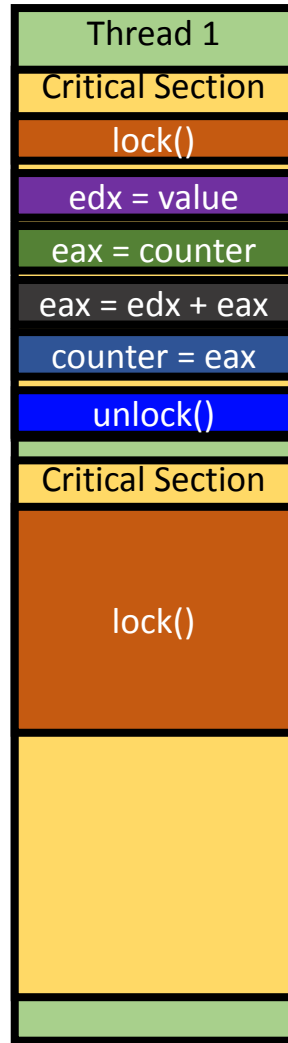 Thread 1
Critical Section
lock()
edx = value
eax = counter
eax = edx + eax
counter = eax
unlock()
Critical Section
lock()